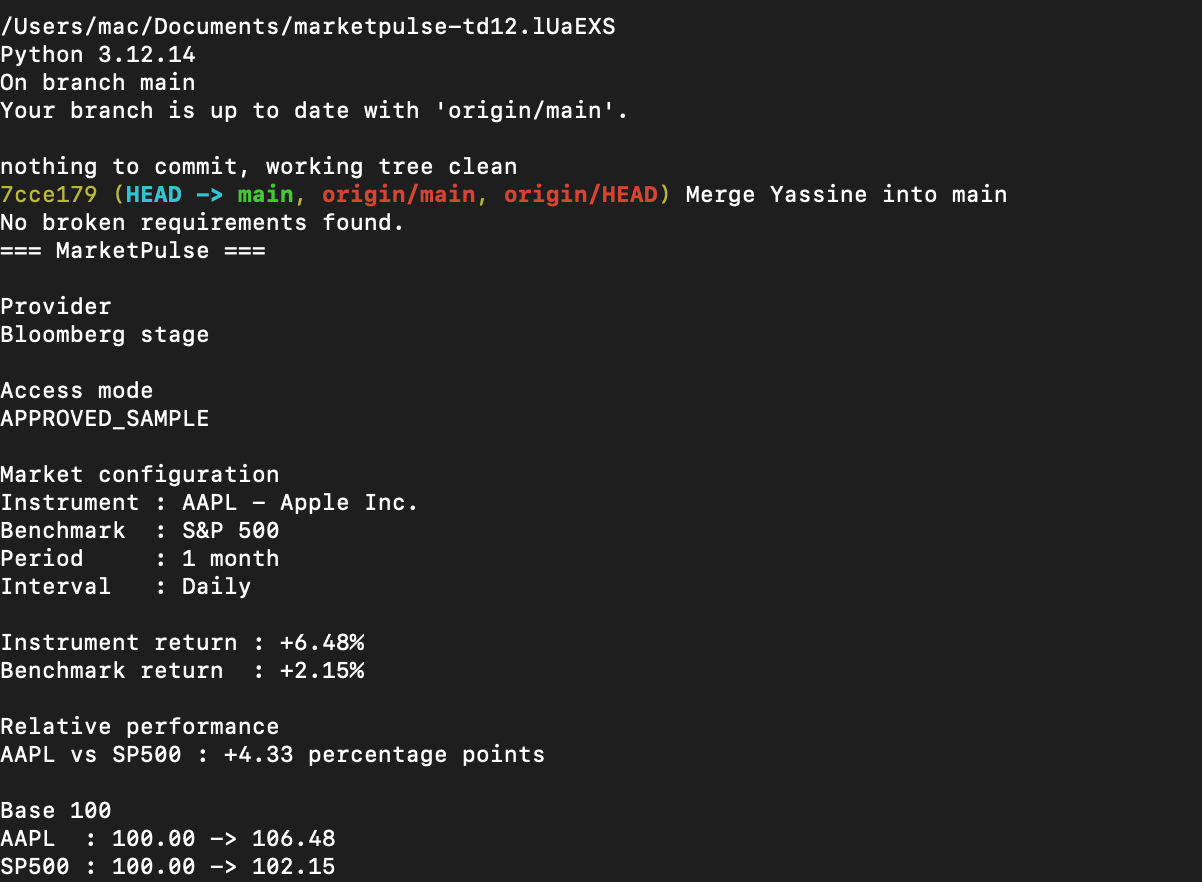 /Users/mac/Documents/marketpulse-td12.lUaEXS
Python 3.12.14
On branch main
Your branch is up to date with 'origin/main'.
nothing to commit, working tree clean
7cce179 (HEAD -> main, origin/main, origin/HEAD) Merge Yassine into main
No broken requirements found.
=== MarketPulse ===
Provider
Bloomberg stage
Access mode
APPROVED_SAMPLE
Market configuration
Instrument : AAPL - Apple Inc.
Benchmark  : S&P 500
Period     : 1 month
Interval   : Daily
Instrument return : +6.48%
Benchmark return  : +2.15%
Relative performance
AAPL vs SP500 : +4.33 percentage points
Base 100
AAPL  : 100.00 -> 106.48
SP500 : 100.00 -> 102.15